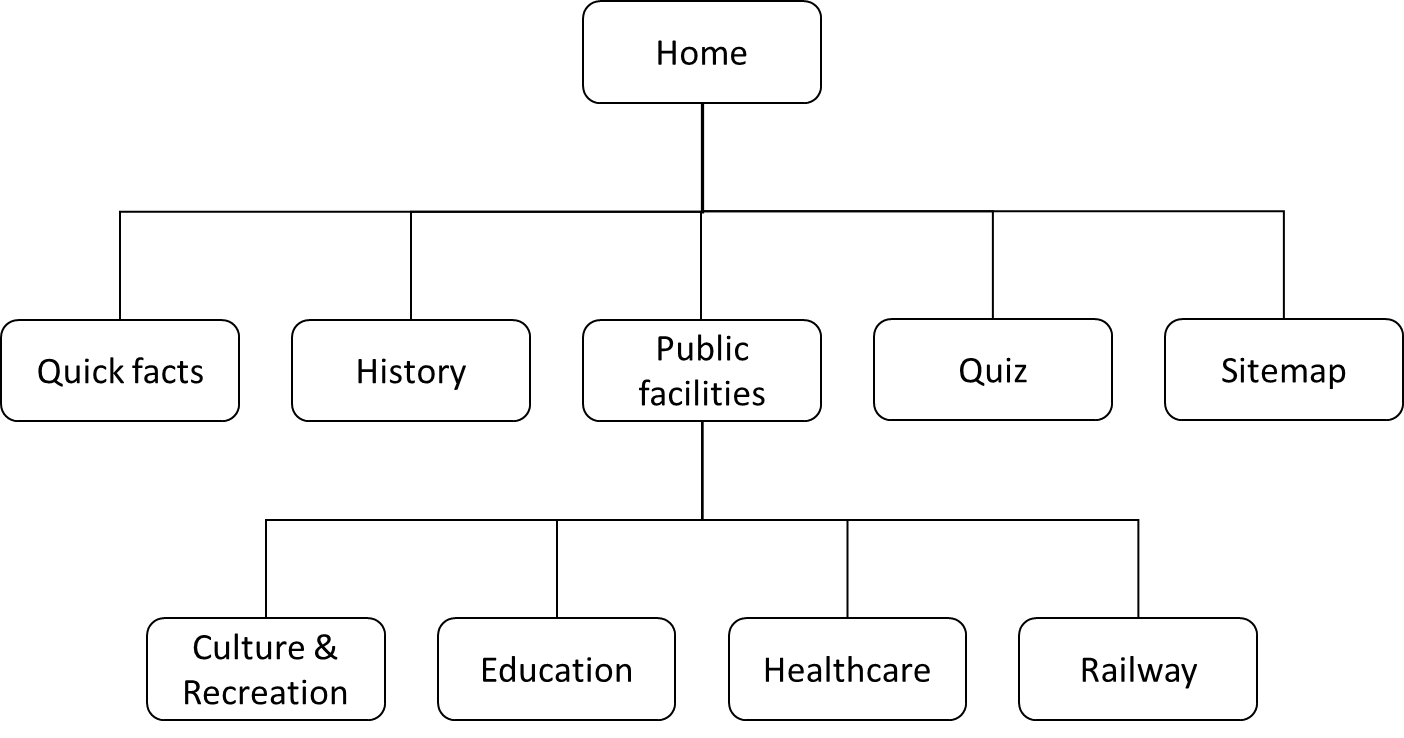 Home
Quick facts
History
Public
facilities
Quiz
Sitemap
Culture &
Recreation
Education
Healthcare
Railway